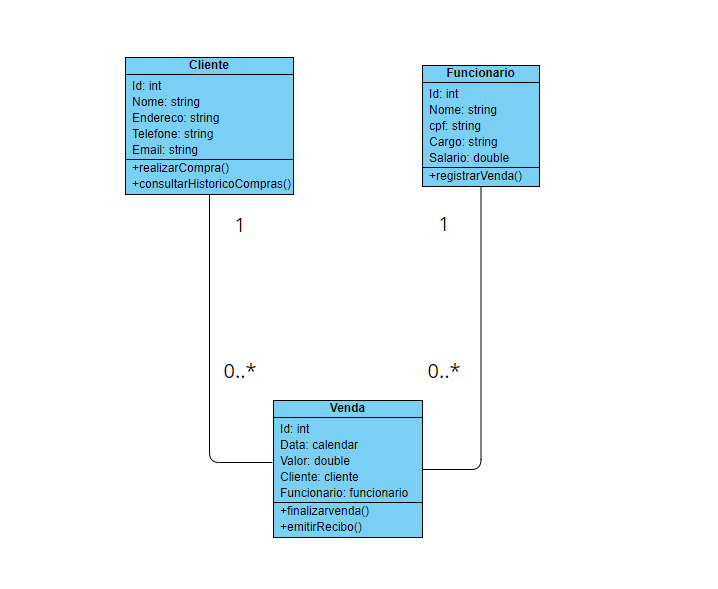 Cliente
Id: int
Nome: string
Endereco: string
Telefone: string
Email: string
+realizarCompra()
+consultarHistoricoCompras()
Funcionario
Id: int
Nome: string
cpf: string
Cargo: string
Salario: double
+registrarVenda()
1
1
0..*
0..*
Venda
Id: int
Data: calendar
Valor: double
Cliente: cliente
Funcionario: funcionario
+finalizarvenda()
+emitirRecibo()